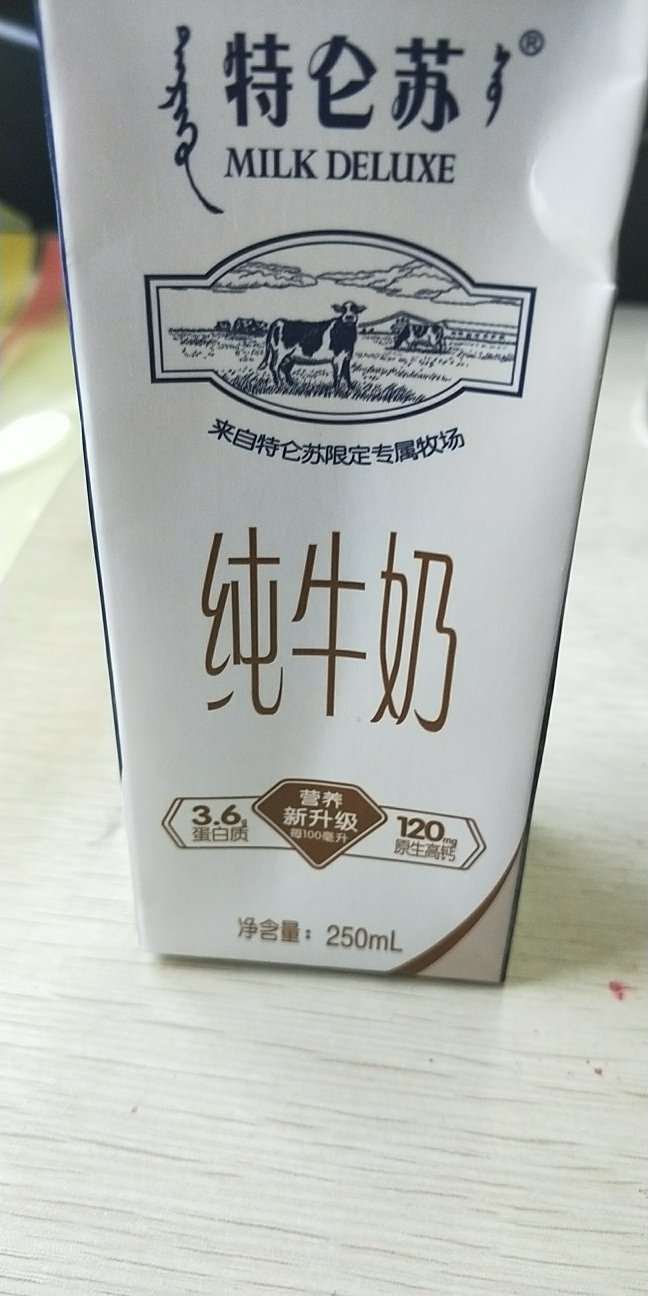 特仑苏®
MILK DELUXE
来自特仑苏限定专属牧场
纯牛奶
营养
新升级
每100毫升
3.6g
蛋白质
120mg
原生高钙
净含量：250mL